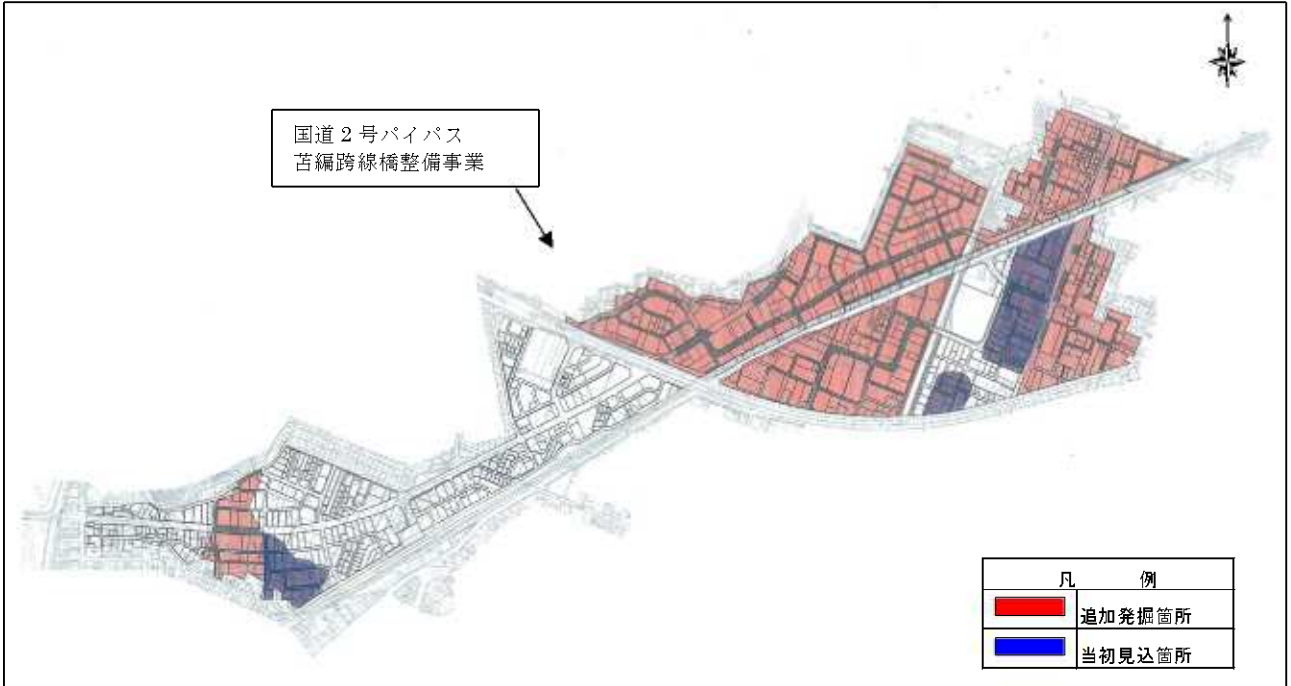 国道２号バイパス
苫編跨線橋整備事業
凡　例
追加発掘箇所
当初見込箇所